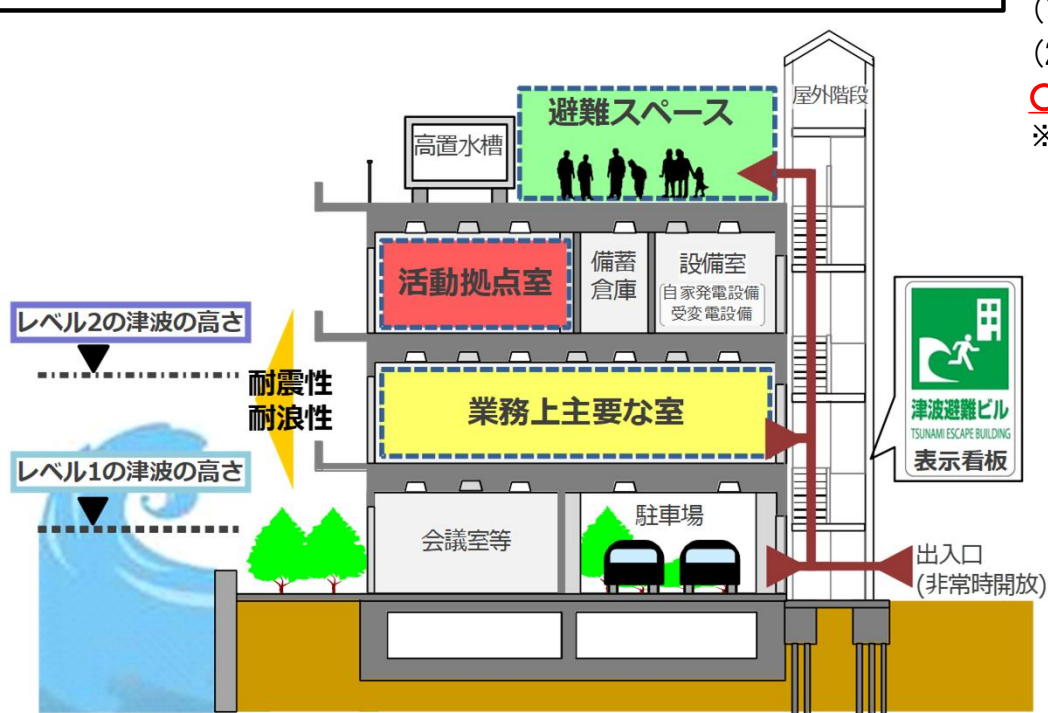 避難スペース
高置水槽
屋外階段
活動拠点室
備蓄
倉庫
設備室
自家発電設備
受変電設備
レベル2の津波の高さ
耐震性
耐浪性
業務上主要な室
津波避難ビル
TSUNAMI ESCAPE BUILDING
表示看板
レベル1の津波の高さ
会議室等
駐車場
出入口
(非常時開放)
※